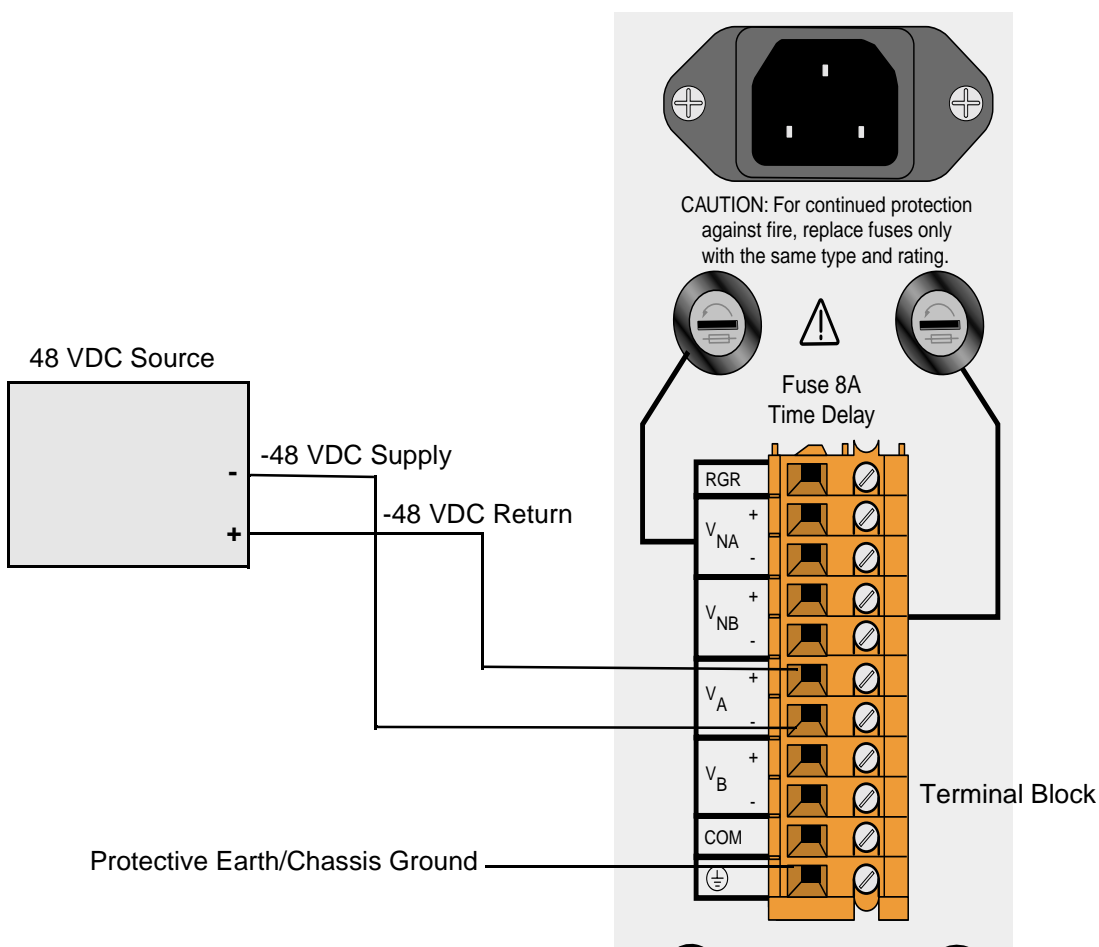 CAUTION: For continued protection
against fire, replace fuses only
with the same type and rating.
48 VDC Source
Fuse 8A
Time Delay
-
-48 VDC Supply
+
-48 VDC Return
RGR
VNA + -
VNB + -
VA + -
VB + -
COM
Terminal Block
Protective Earth/Chassis Ground